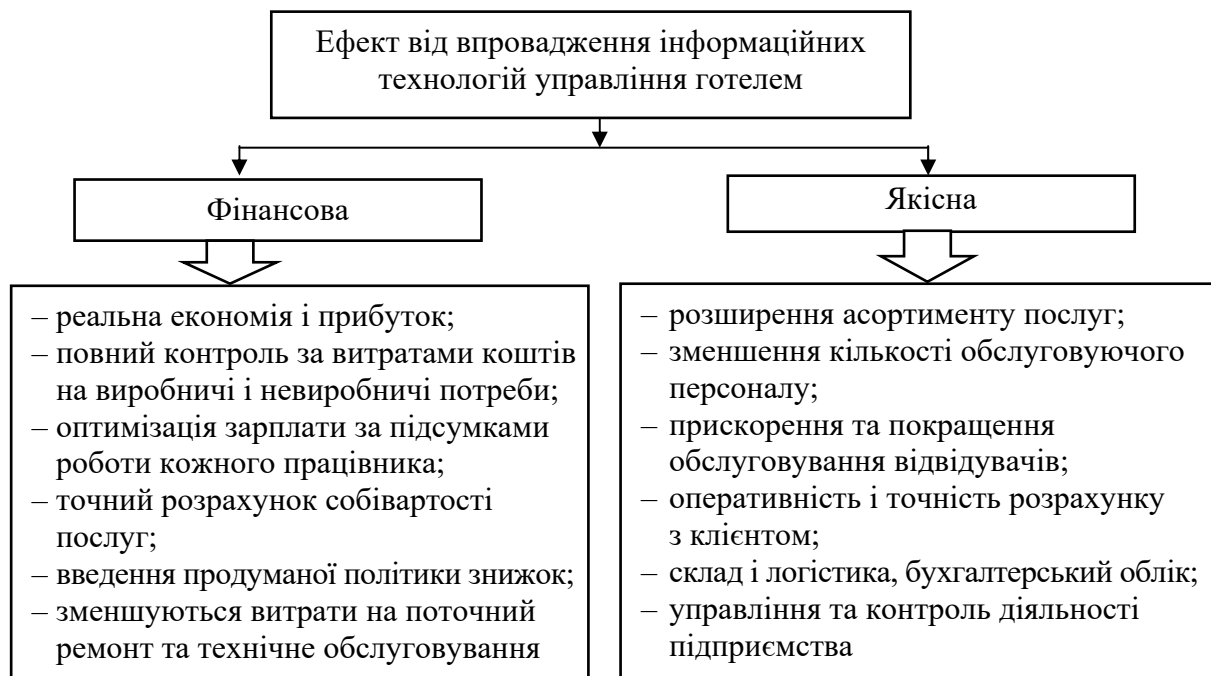 Ефект від впровадження інформаційних
технологій управління готелем
Фінансова
– реальна економія і прибуток;
– повний контроль за витратами коштів
на виробничі і невиробничі потреби;
– оптимізація зарплати за підсумками
роботи кожного працівника;
– точний розрахунок собівартості
послуг;
– введення продуманої політики знижок;
– зменшуються витрати на поточний
ремонт та технічне обслуговування
Якісна
– розширення асортименту послуг;
– зменшення кількості обслуговуючого
персоналу;
– прискорення та покращення
обслуговування відвідувачів;
– оперативність і точність розрахунку
з клієнтом;
– склад і логістика, бухгалтерський облік;
– управління та контроль діяльності
підприємства